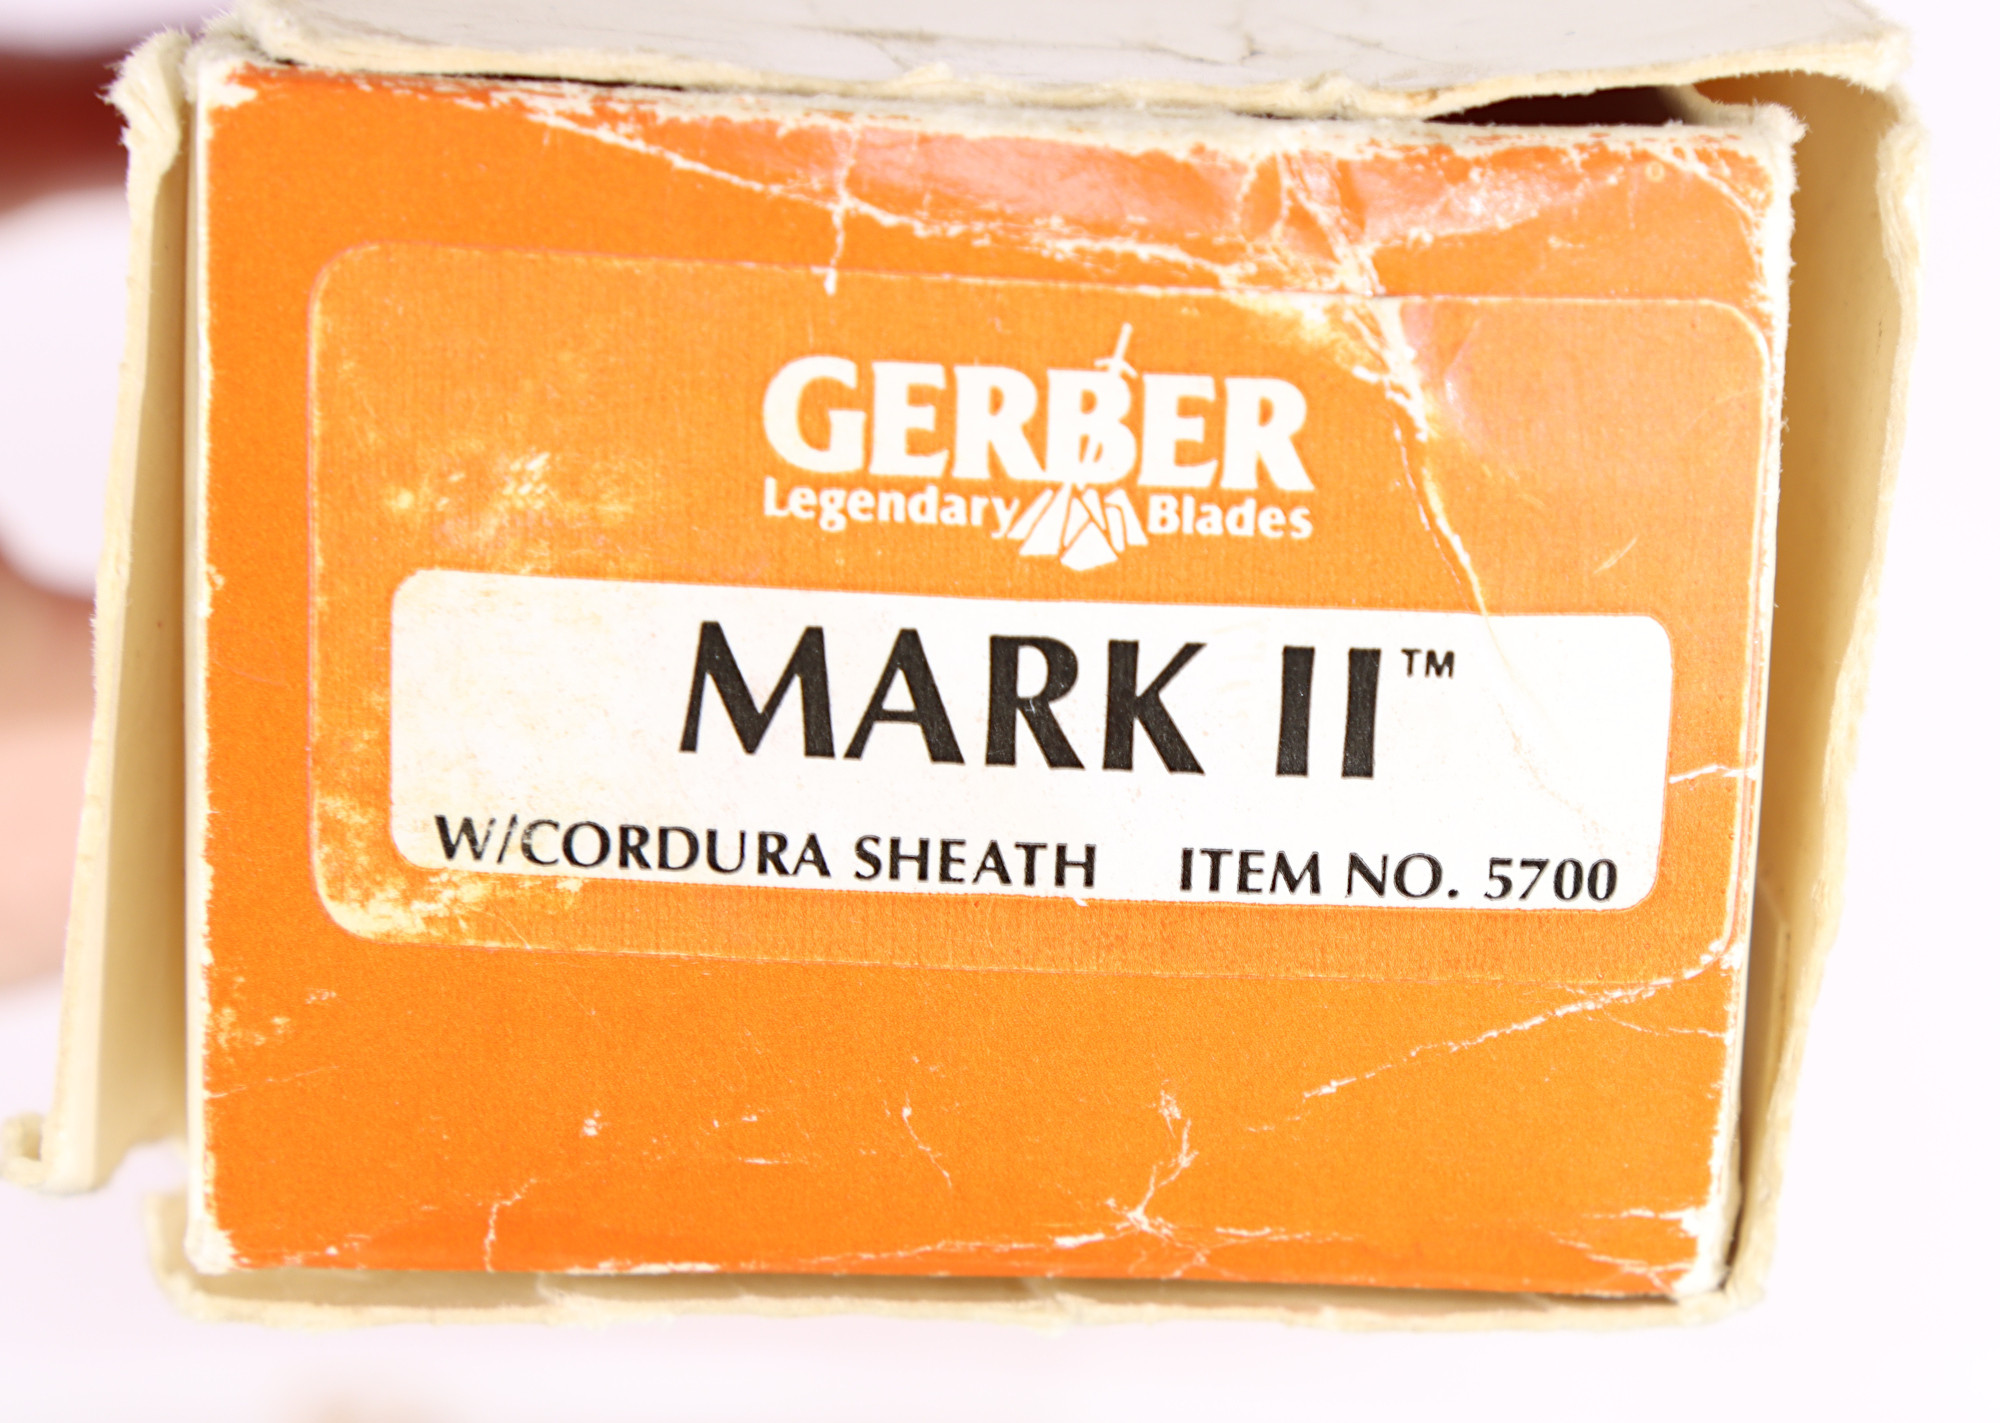 GERBER
Legendary Blades
MARK II™
W/CORDURA SHEATH ITEM NO. 5700